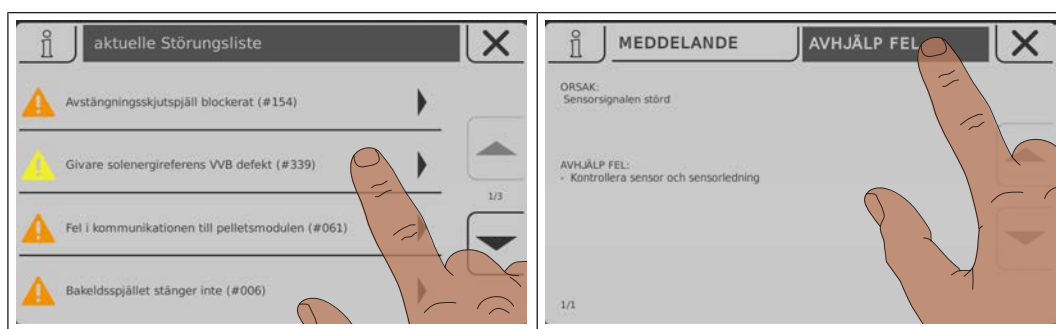 aktuelle Störungsliste
Avstängningsskjutspjäll blockerat (#154)
Givare solenergireferens VVB defekt (#339)
1/3
Fel i kommunikationen till pelletsmodulen (#061)
Bakeldsspjället stänger inte (#006)
MEDDELANDE
AVHJÄLP FEL
ORSAK:
Sensorsignalen störd
AVHJÄLP FEL:
- Kontrollera sensor och sensorledning
1/1